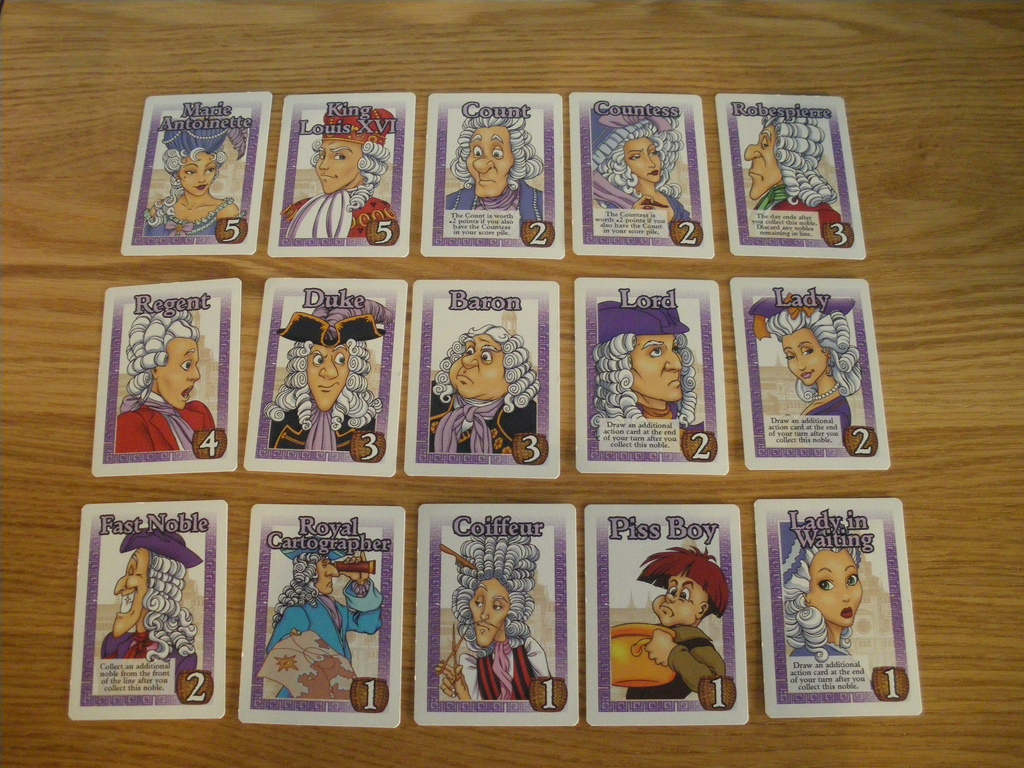 Marie
Antoinette
5
King
Louis XVI
5
Count
The Count is worth
+2 points if you also
have the Countess
in your score pile.
2
Countess
The Countess is
worth +2 points if you
also have the Count
in your score pile.
2
Robespierre
The day ends after
you collect this noble.
Discard any nobles
remaining in line.
3
Regent
4
Duke
3
Baron
3
Lord
Draw an additional
action card at the end
of your turn after you
collect this noble.
2
Lady
Draw an additional
action card at the end
of your turn after you
collect this noble.
2
Fast Noble
Collect an additional
noble from the front
of the line after you
collect this noble.
2
Royal
Cartographer
1
Coiffeur
1
Piss Boy
1
Lady in
Waiting
Draw an additional
action card at the end
of your turn after you
collect this noble.
1